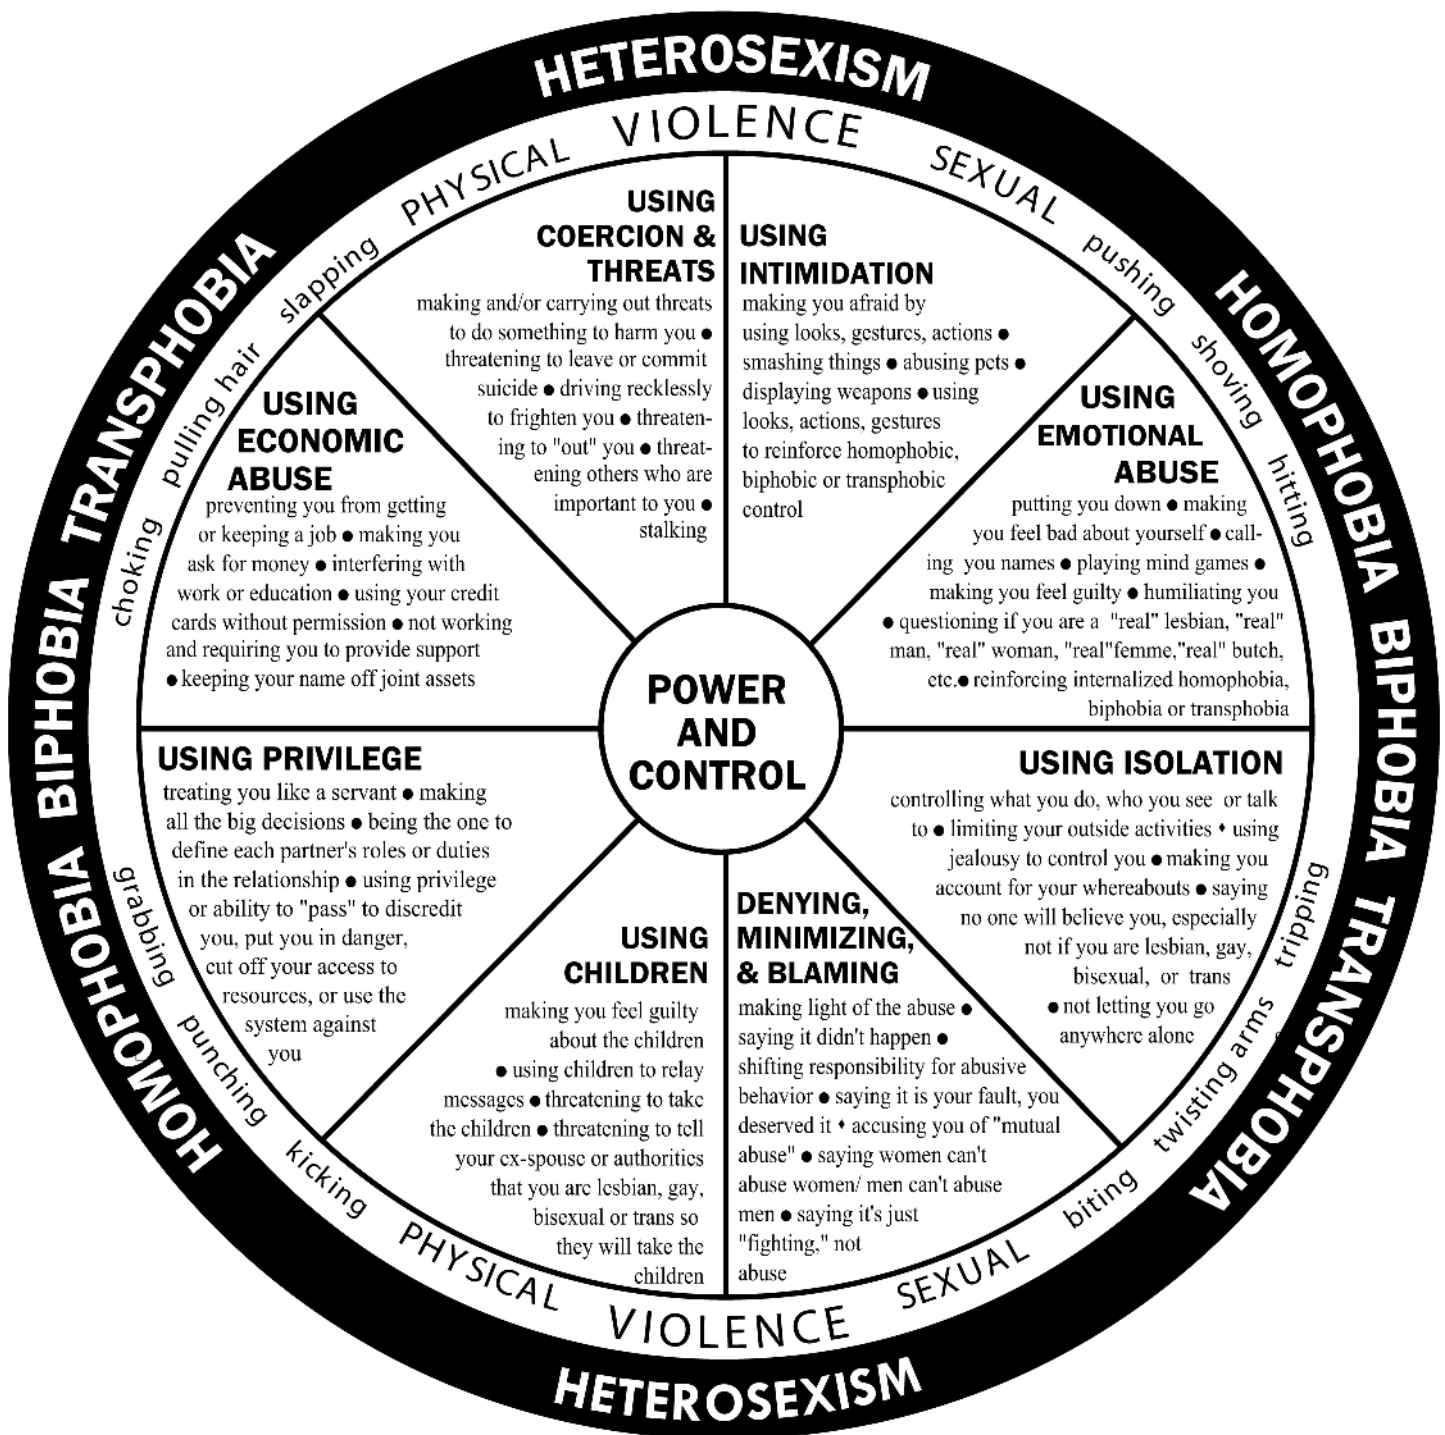 HETEROSEXISM
HOMOPHOBIA BIPHOBIA TRANSPHOBIA
HETEROSEXISM
HOMOPHOBIA BIPHOBIA TRANSPHOBIA
PHYSICAL VIOLENCE SEXUAL
pushing
shoving
hitting
tripping
twisting arms
biting
PHYSICAL VIOLENCE SEXUAL
kicking
punching
grabbing
choking
pulling hair
slapping
POWER
AND
CONTROL
USING
COERCION &
THREATS
making and/or carrying out threats
to do something to harm you ●
threatening to leave or commit
suicide ● driving recklessly
to frighten you ● threaten-
ing to "out" you ● threat-
ening others who are
important to you ●
stalking
USING
INTIMIDATION
making you afraid by
using looks, gestures, actions ●
smashing things ● abusing pets ●
displaying weapons ● using
looks, actions, gestures
to reinforce homophobic,
biphobic or transphobic
control
USING
EMOTIONAL
ABUSE
putting you down ● making
you feel bad about yourself ● call-
ing you names ● playing mind games ●
making you feel guilty ● humiliating you
● questioning if you are a "real" lesbian, "real"
man, "real" woman, "real"femme,"real" butch,
etc.● reinforcing internalized homophobia,
biphobia or transphobia
USING ISOLATION
controlling what you do, who you see or talk
to ● limiting your outside activities ♦ using
jealousy to control you ● making you
account for your whereabouts ● saying
no one will believe you, especially
not if you are lesbian, gay,
bisexual, or trans
● not letting you go
anywhere alone
DENYING,
MINIMIZING,
& BLAMING
making light of the abuse ●
saying it didn't happen ●
shifting responsibility for abusive
behavior ● saying it is your fault, you
deserved it ♦ accusing you of "mutual
abuse" ● saying women can't
abuse women/ men can't abuse
men ● saying it's just
"fighting," not
abuse
USING
CHILDREN
making you feel guilty
about the children
● using children to relay
messages ● threatening to take
the children ● threatening to tell
your ex-spouse or authorities
that you are lesbian, gay,
bisexual or trans so
they will take the
children
USING PRIVILEGE
treating you like a servant ● making
all the big decisions ● being the one to
define each partner's roles or duties
in the relationship ● using privilege
or ability to "pass" to discredit
you, put you in danger,
cut off your access to
resources, or use the
system against
you
USING
ECONOMIC
ABUSE
preventing you from getting
or keeping a job ● making you
ask for money ● interfering with
work or education ● using your credit
cards without permission ● not working
and requiring you to provide support
● keeping your name off joint assets